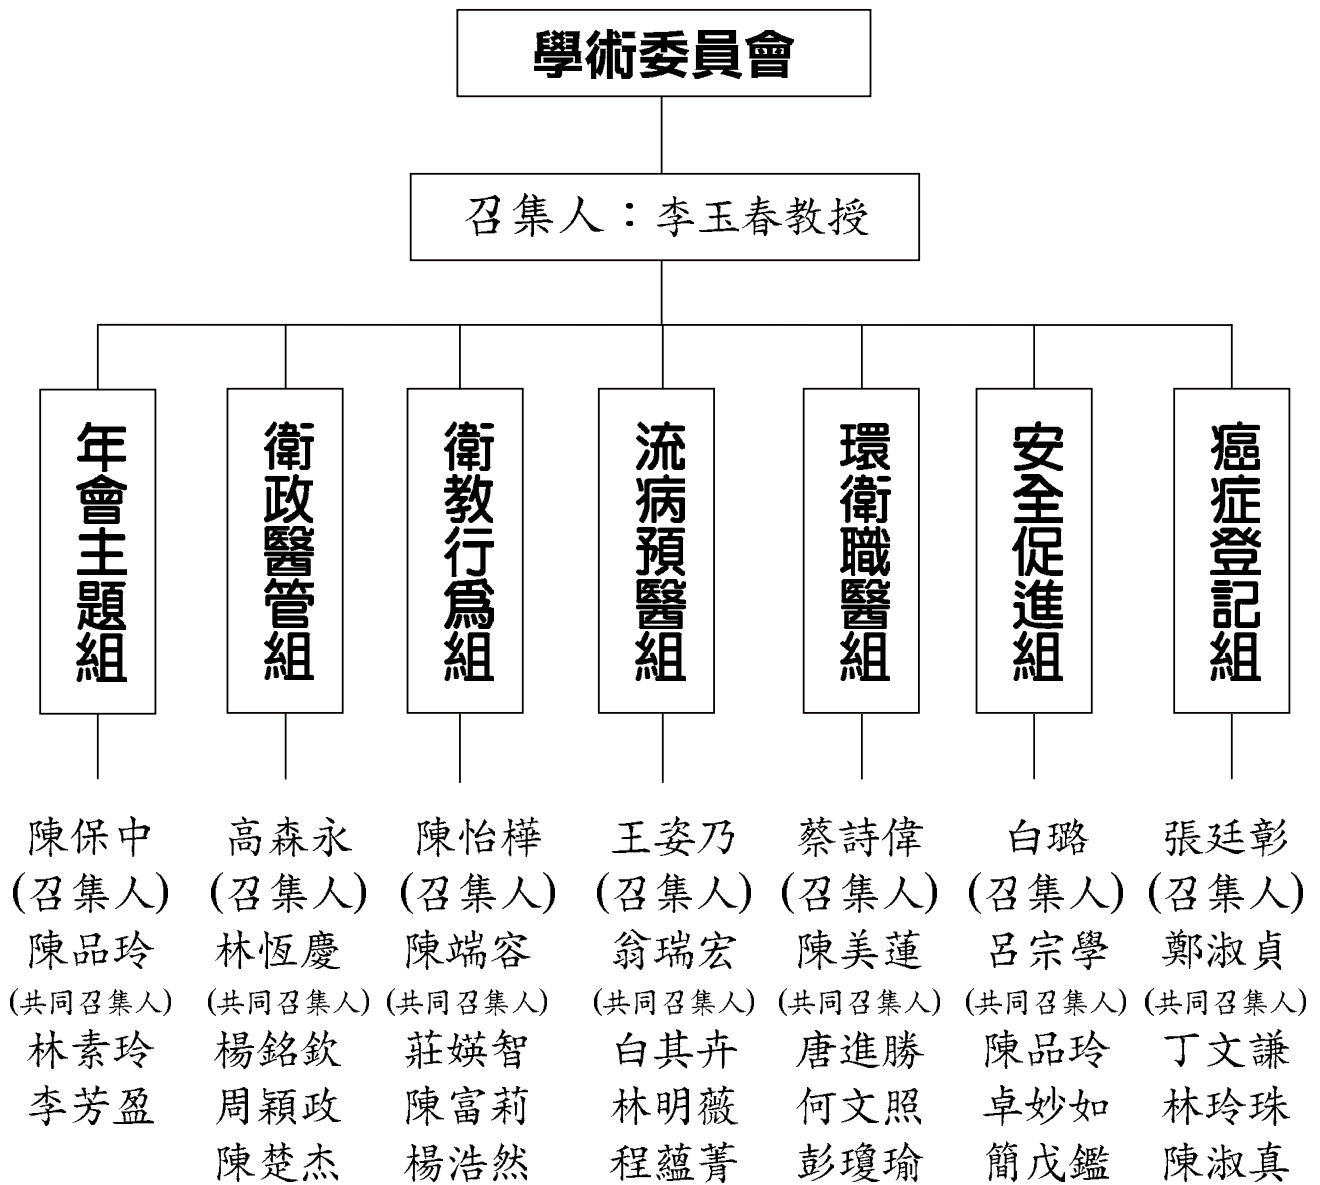 學術委員會
召集人：李玉春教授
年會主題組
陳保中
(召集人)
陳品玲
(共同召集人)
林素玲
李芳盈
衛政醫管組
高森永
(召集人)
林恆慶
(共同召集人)
楊銘欽
周穎政
陳楚杰
衛教行為組
陳怡樺
(召集人)
陳端容
(共同召集人)
莊媖智
陳富莉
楊浩然
流病預醫組
王姿乃
(召集人)
翁瑞宏
(共同召集人)
白其卉
林明薇
程蘊菁
環衛職醫組
蔡詩偉
(召集人)
陳美蓮
(共同召集人)
唐進勝
何文照
彭瓊瑜
安全促進組
白璐
(召集人)
呂宗學
(共同召集人)
陳品玲
卓妙如
簡戊鑑
癌症登記組
張廷彰
(召集人)
鄭淑貞
(共同召集人)
丁文謙
林玲珠
陳淑真